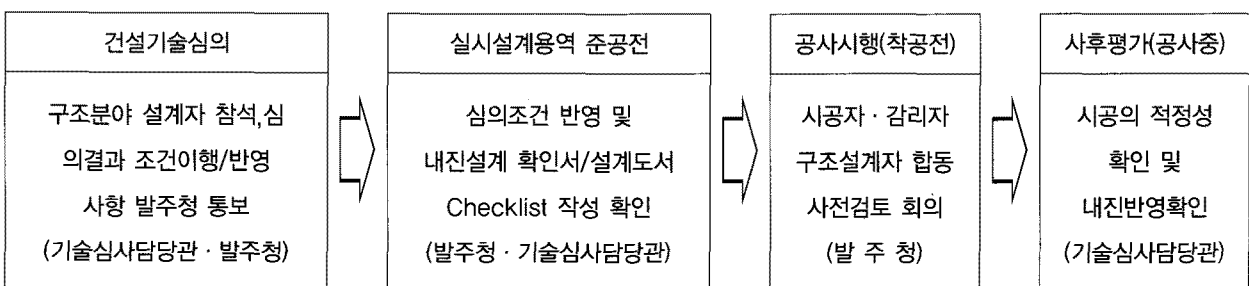 건설기술심의
구조분야 설계자 참석,심
의결과 조건이행/반영
사항 발주청 통보
(기술심사담당관 · 발주청)
실시설계용역 준공전
심의조건 반영 및
내진설계 확인서/설계도서
Checklist 작성 확인
(발주청 · 기술심사담당관)
공사시행(착공전)
시공자 · 감리자
구조설계자 합동
사전검토 회의
(발 주 청)
사후평가(공사중)
시공의 적정성
확인 및
내진반영확인
(기술심사담당관)